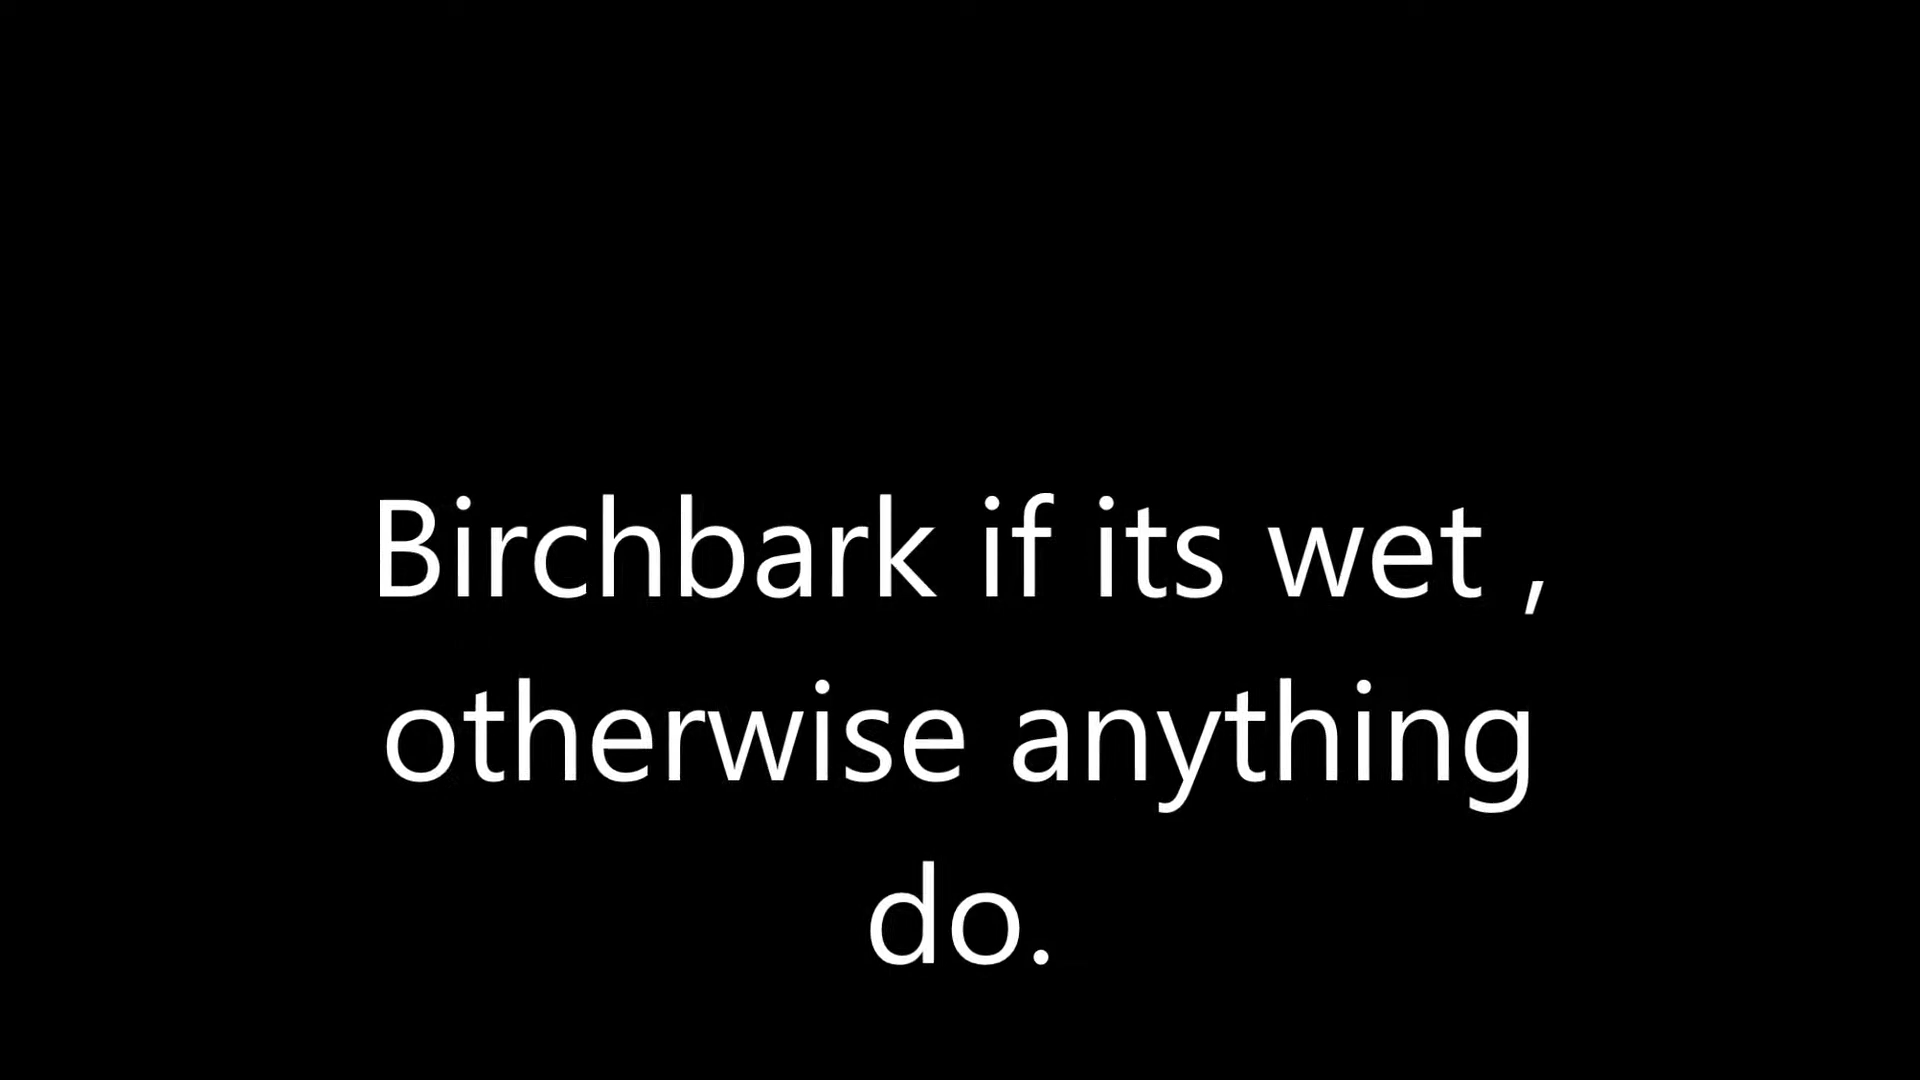 Birchbark if its wet ,
otherwise anything
do.